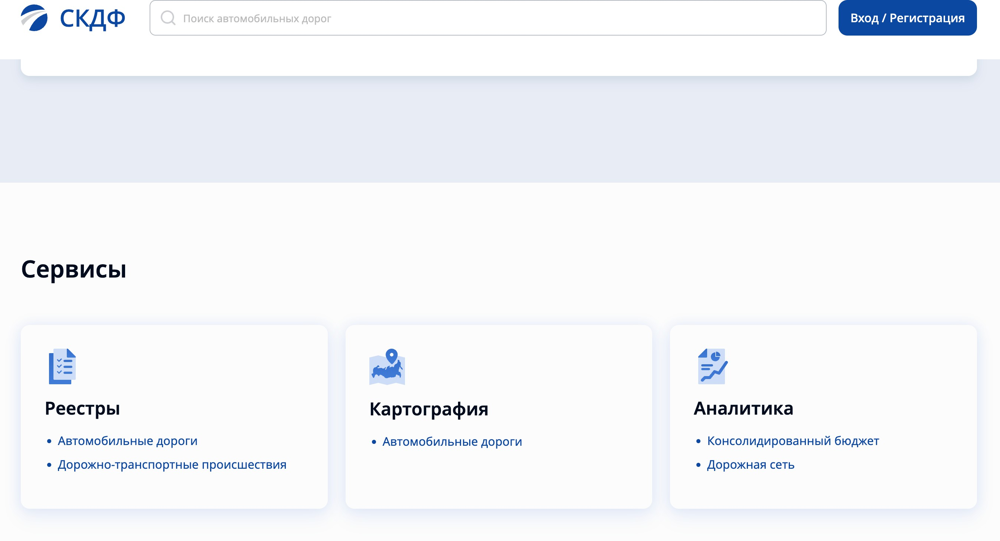 СКДФ
Поиск автомобильных дорог
Вход / Регистрация
Сервисы
Реестры
Автомобильные дороги
Дорожно-транспортные происшествия
Картография
Автомобильные дороги
Аналитика
Консолидированный бюджет
Дорожная сеть